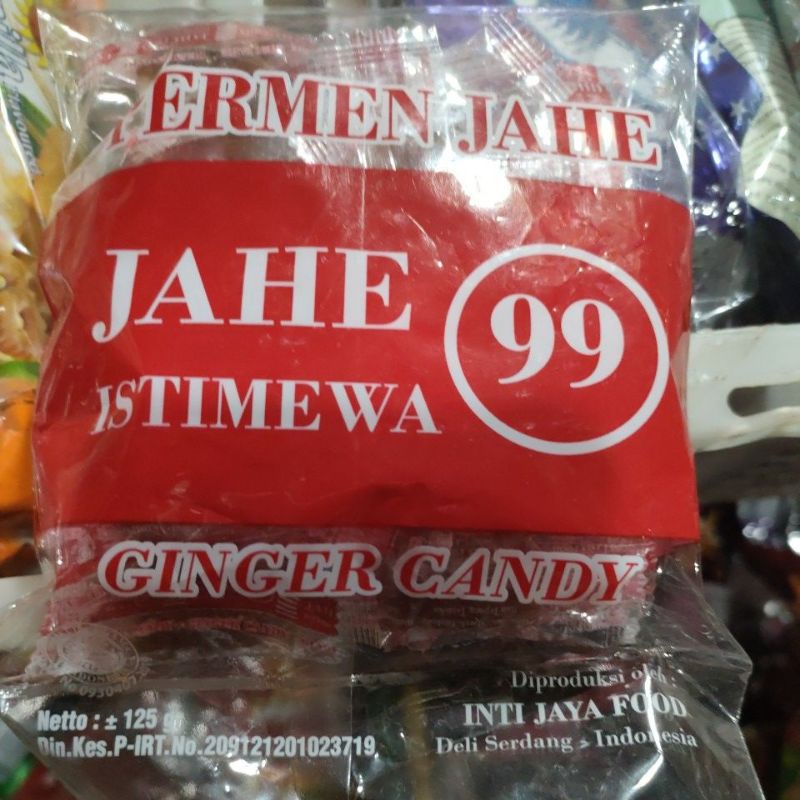 PERMEN JAHE
JAHE
ISTIMEWA
99
GINGER CANDY
Diproduksi oleh :
INTI JAYA FOOD
Deli Serdang - Indonesia
Netto : ± 125 g
Din.Kes.P-IRT.No.209121201023719